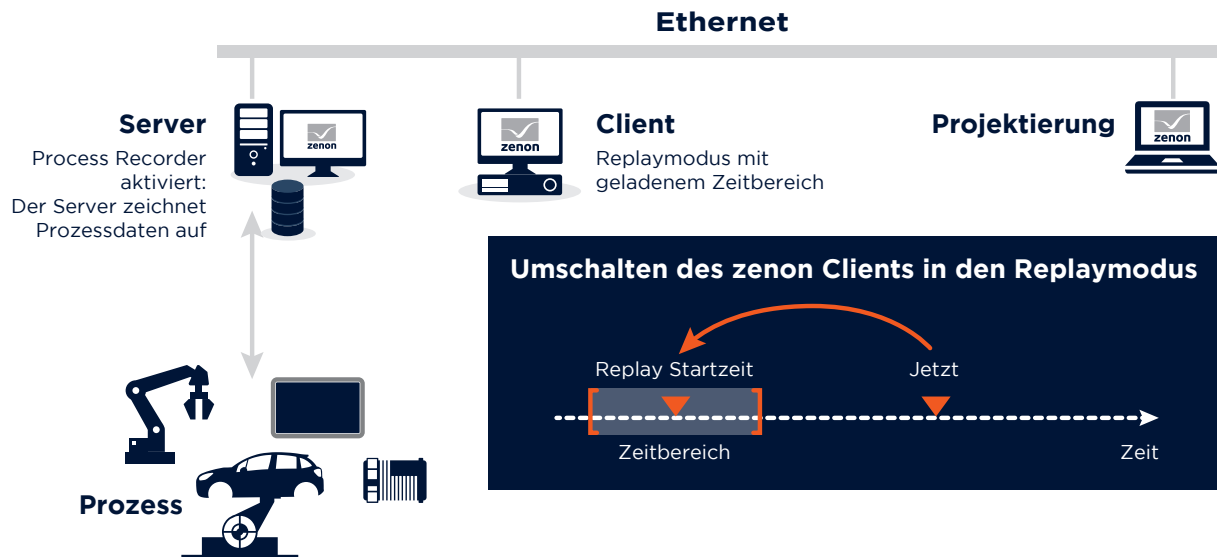 Ethernet
Server
Process Recorder
aktiviert:
Der Server zeichnet
Prozessdaten auf
zenon
zenon
Client
Replaymodus mit
geladenem Zeitbereich
Projektierung
zenon
Umschalten des zenon Clients in den Replaymodus
Replay Startzeit
Jetzt
Zeitbereich
Zeit
Prozess